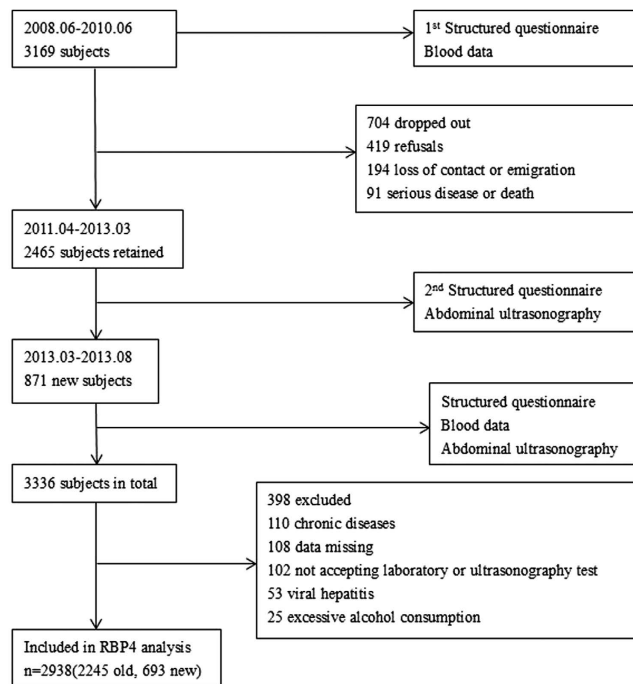 2008.06-2010.06
3169 subjects
1st Structured questionnaire
Blood data
704 dropped out
419 refusals
194 loss of contact or emigration
91 serious disease or death
2011.04-2013.03
2465 subjects retained
2nd Structured questionnaire
Abdominal ultrasonography
2013.03-2013.08
871 new subjects
Structured questionnaire
Blood data
Abdominal ultrasonography
3336 subjects in total
398 excluded
110 chronic diseases
108 data missing
102 not accepting laboratory or ultrasonography test
53 viral hepatitis
25 excessive alcohol consumption
Included in RBP4 analysis
n=2938(2245 old, 693 new)